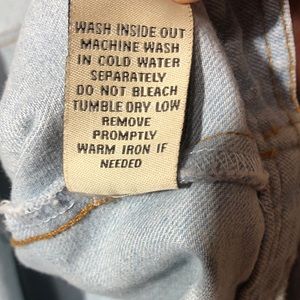 WASH INSIDE OUT
MACHINE WASH
IN COLD WATER
SEPARATELY
DO NOT BLEACH
TUMBLE DRY LOW
REMOVE
PROMPTLY
WARM IRON IF
NEEDED